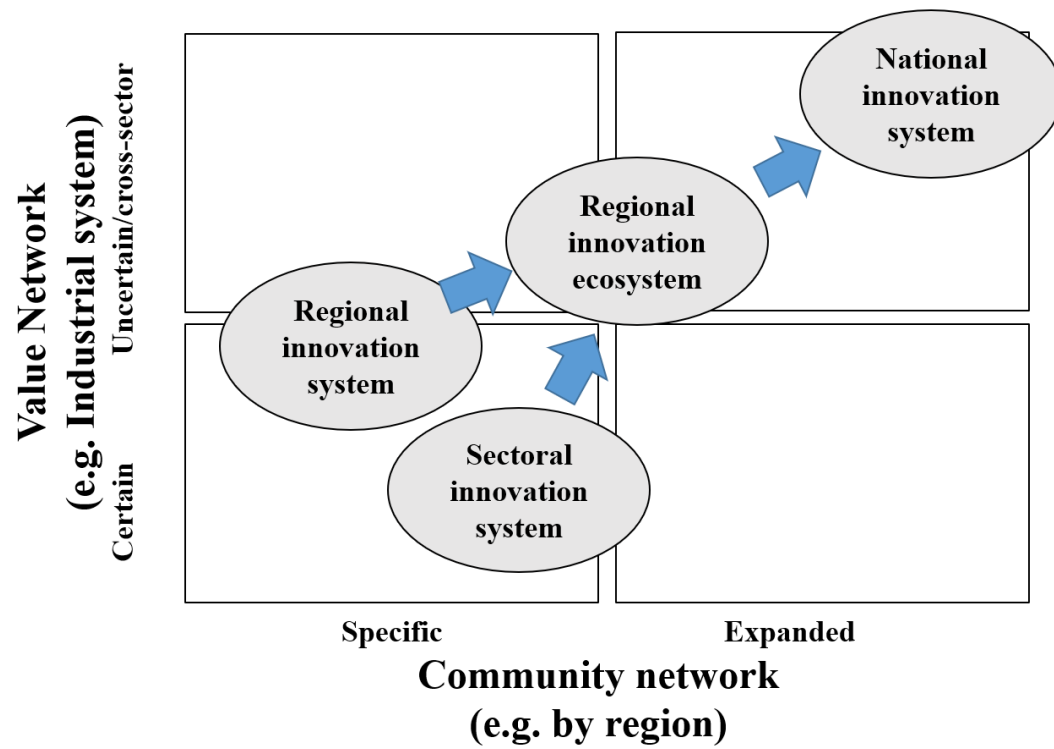 National
innovation
system
Regional
innovation
ecosystem
Regional
innovation
system
Sectoral
innovation
system
Value Network
(e.g. Industrial system)
Uncertain/cross-sector
Certain
Specific
Expanded
Community network
(e.g. by region)